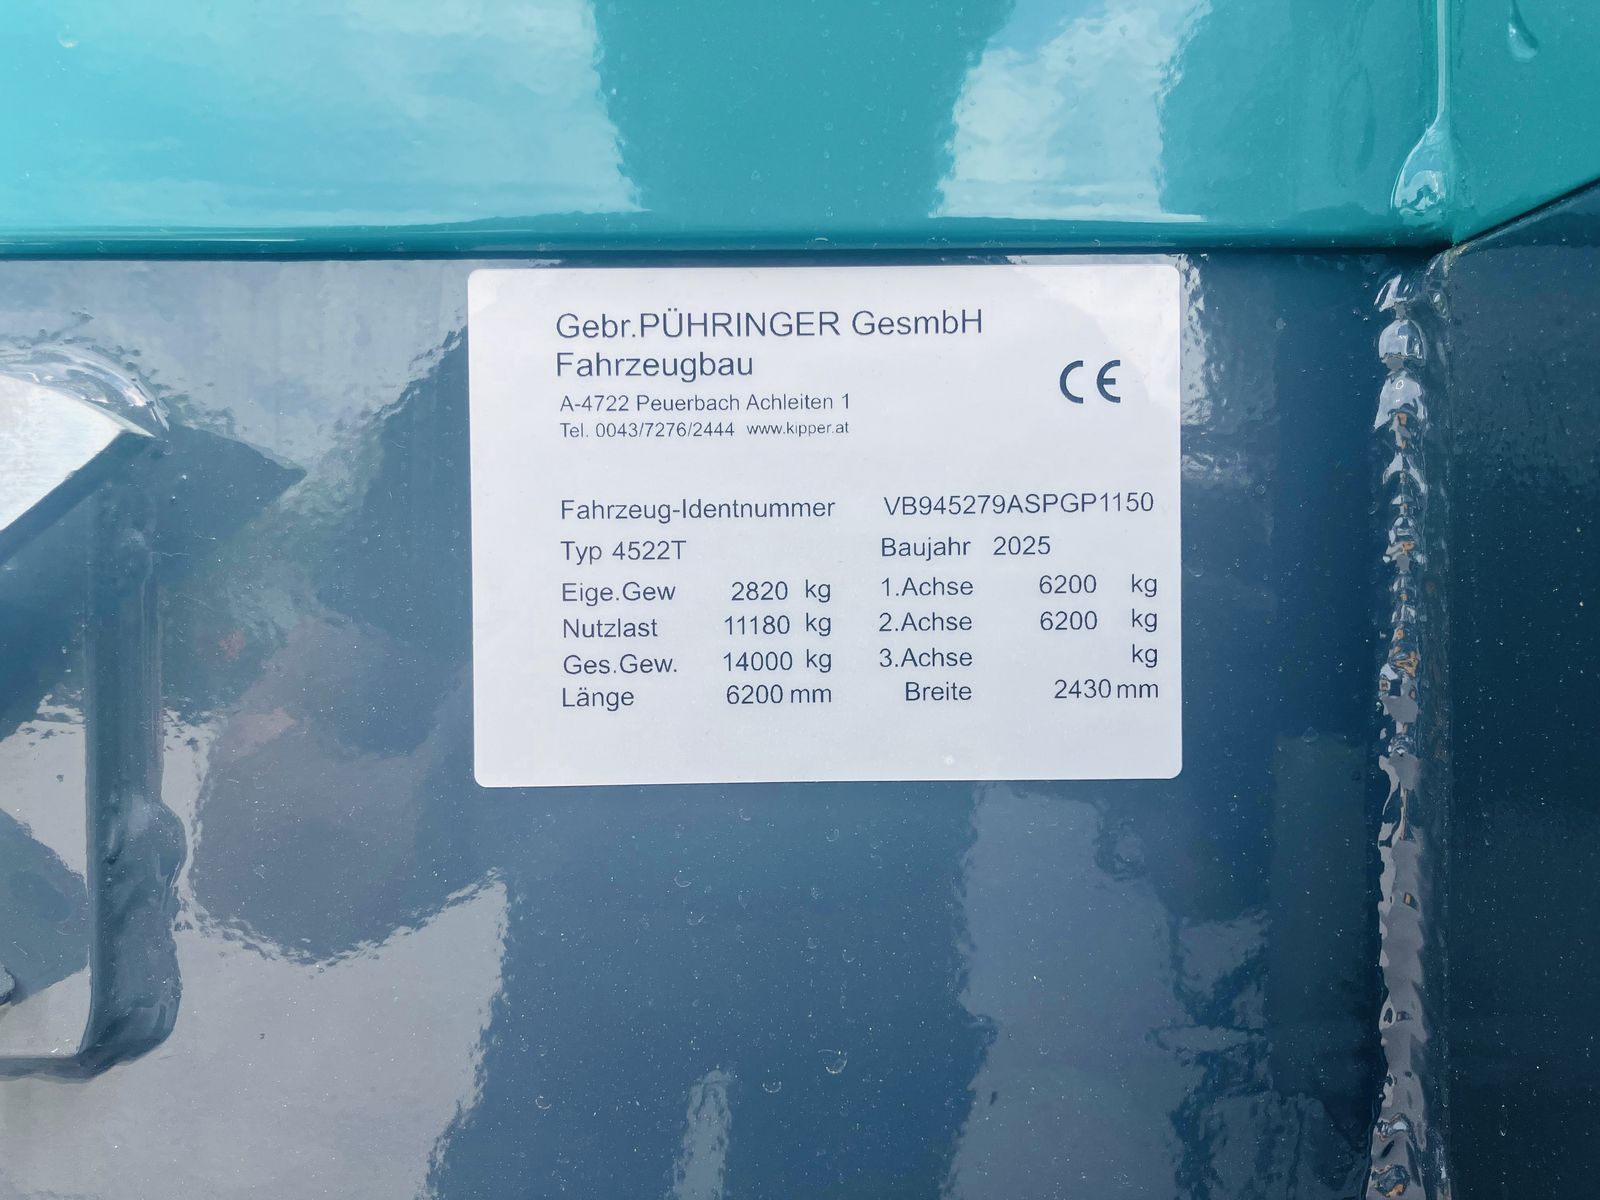 Gebr.PÜHRINGER GesmbH
Fahrzeugbau
CE
A-4722 Peuerbach Achleiten 1
Tel. 0043/7276/2444 www.kipper.at
Fahrzeug-Identnummer VB945279ASPGP1150
Typ 4522T Baujahr 2025
Eige.Gew 2820 kg 1.Achse 6200 kg
Nutzlast 11180 kg 2.Achse 6200 kg
Ges.Gew. 14000 kg 3.Achse kg
Länge 6200 mm Breite 2430 mm